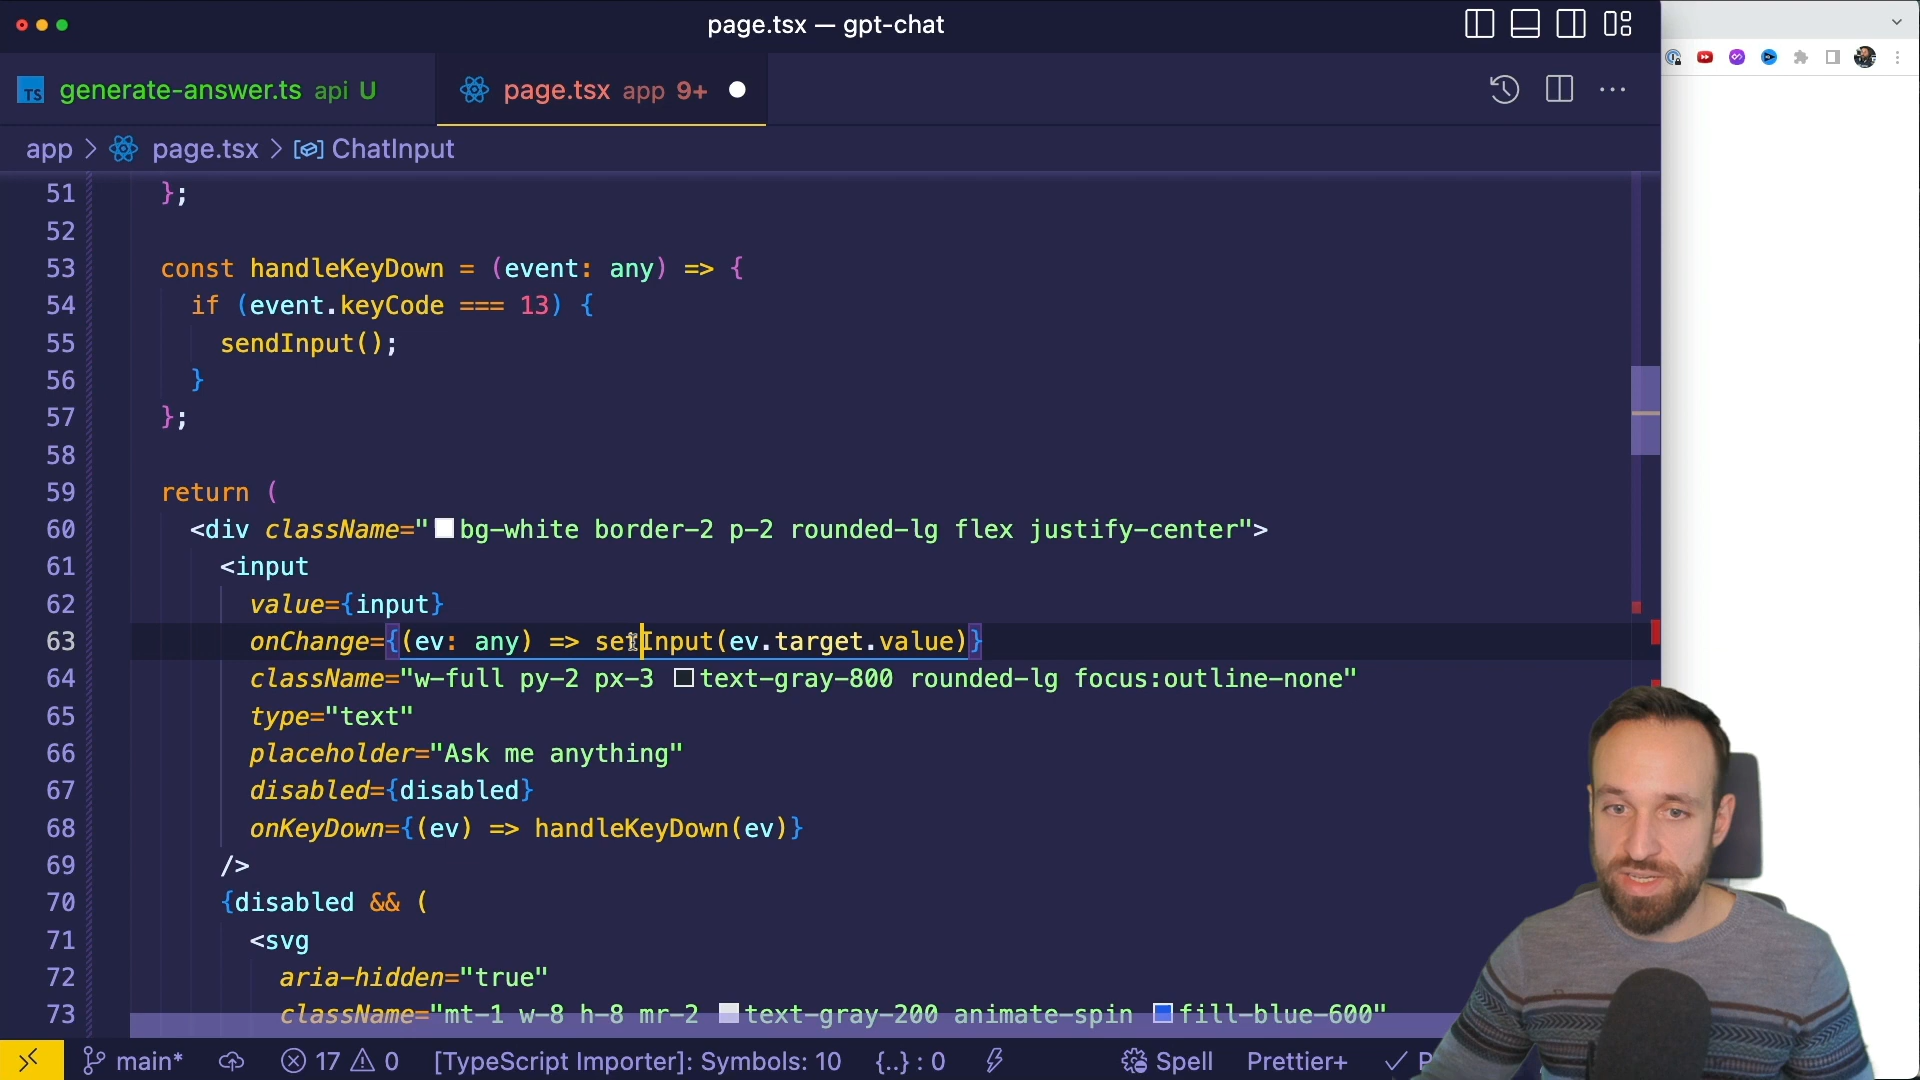 page.tsx — gpt-chat
TS generate-answer.ts api U
page.tsx app 9+
app > page.tsx > ChatInput
51 };
52
53 const handleKeyDown = (event: any) => {
54 if (event.keyCode === 13) {
55 sendInput();
56 }
57 };
58
59 return (
60 <div className="bg-white border-2 p-2 rounded-lg flex justify-center">
61 <input
62 value={input}
63 onChange={(ev: any) => setInput(ev.target.value)}
64 className="w-full py-2 px-3 text-gray-800 rounded-lg focus:outline-none"
65 type="text"
66 placeholder="Ask me anything"
67 disabled={disabled}
68 onKeyDown={(ev) => handleKeyDown(ev)}
69 />
70 {disabled && (
71 <svg
72 aria-hidden="true"
73 className="mt-1 w-8 h-8 mr-2 text-gray-200 animate-spin fill-blue-600"
main* 17 0 [TypeScript Importer]: Symbols: 10 {..} : 0 Spell Prettier+